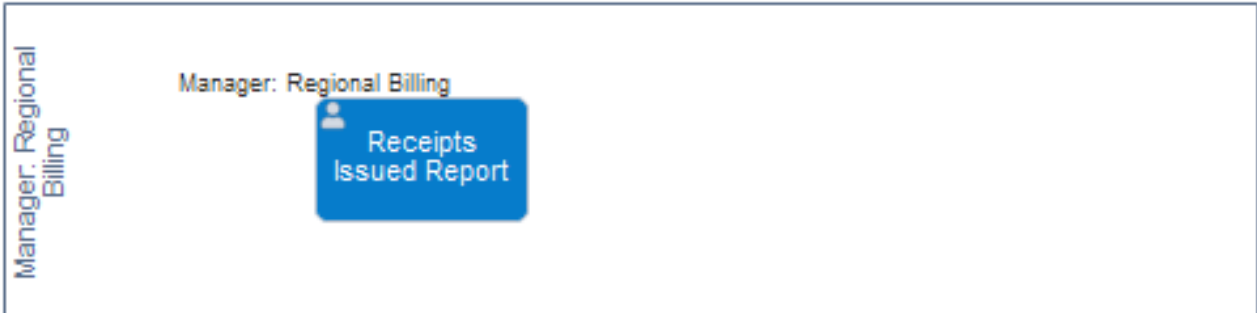 Manager: Regional
Billing
Manager: Regional Billing
Receipts
Issued Report